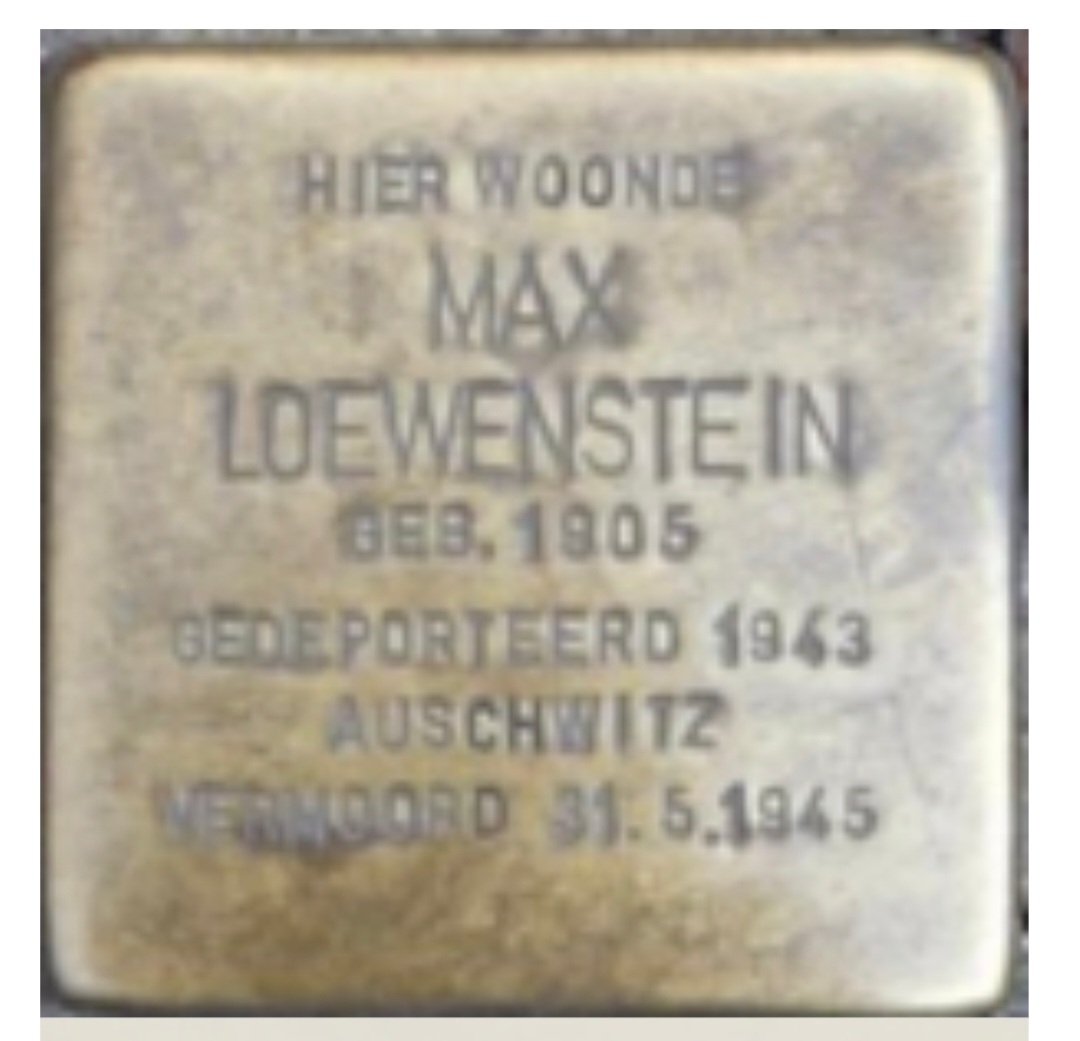 HIER WOONDE
MAX
LOEWENSTEIN
GEB. 1905
GEDEPORTEERD 1943
AUSCHWITZ
VERMOORD 31.5.1945